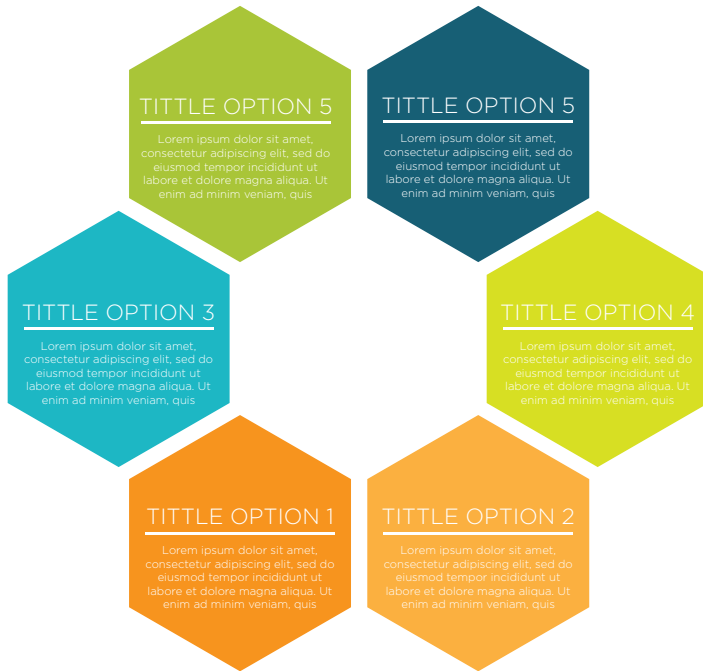 TITTLE OPTION 5
Lorem ipsum dolor sit amet,
consectetur adipiscing elit, sed do
eiusmod tempor incididunt ut
labore et dolore magna aliqua. Ut
enim ad minim veniam, quis
TITTLE OPTION 5
Lorem ipsum dolor sit amet,
consectetur adipiscing elit, sed do
eiusmod tempor incididunt ut
labore et dolore magna aliqua. Ut
enim ad minim veniam, quis
TITTLE OPTION 3
Lorem ipsum dolor sit amet,
consectetur adipiscing elit, sed do
eiusmod tempor incididunt ut
labore et dolore magna aliqua. Ut
enim ad minim veniam, quis
TITTLE OPTION 4
Lorem ipsum dolor sit amet,
consectetur adipiscing elit, sed do
eiusmod tempor incididunt ut
labore et dolore magna aliqua. Ut
enim ad minim veniam, quis
TITTLE OPTION 1
Lorem ipsum dolor sit amet,
consectetur adipiscing elit, sed do
eiusmod tempor incididunt ut
labore et dolore magna aliqua. Ut
enim ad minim veniam, quis
TITTLE OPTION 2
Lorem ipsum dolor sit amet,
consectetur adipiscing elit, sed do
eiusmod tempor incididunt ut
labore et dolore magna aliqua. Ut
enim ad minim veniam, quis